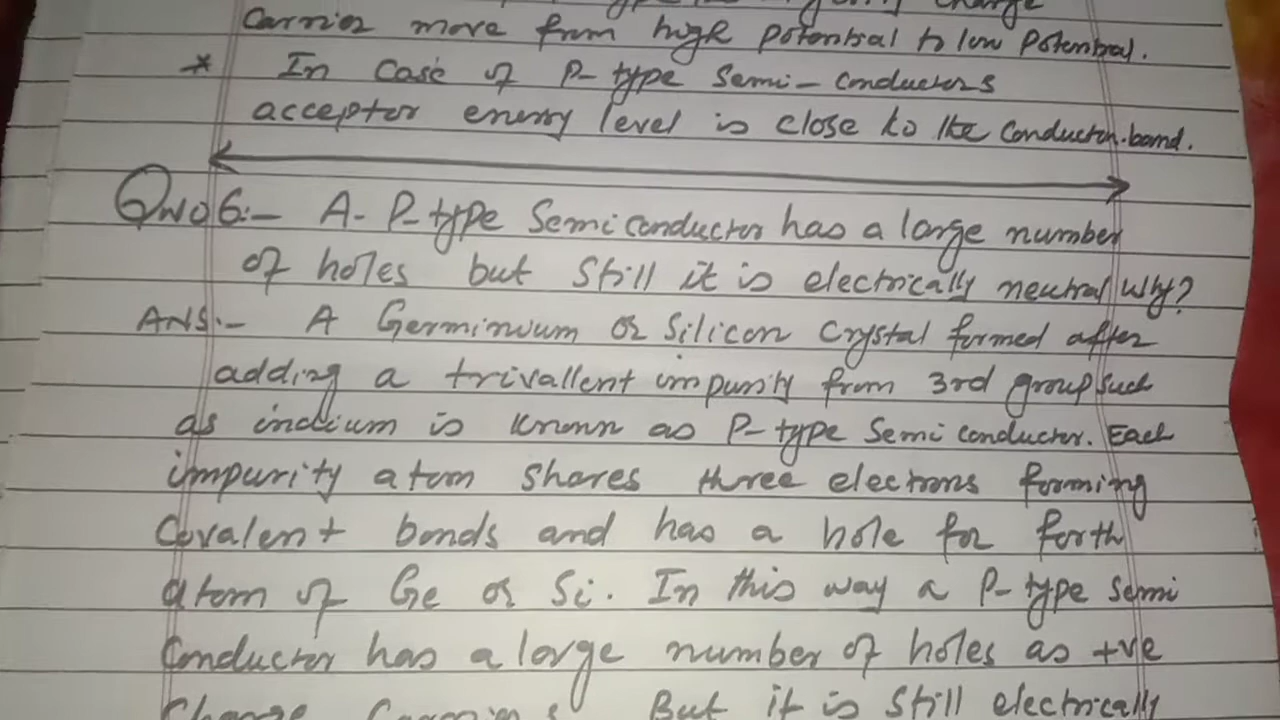 Carrier move from high potential to low potential.
* In Case of P-type Semi-Conductors
acceptor energy level is close to the Conductor.band.
QNo6:- A- P-type Semiconductor has a large number
of holes but Still it is electrically neutral Why?
ANS:- A Germinium or Silicon Crystal formed after
adding a trivallent impurity from 3rd group such
as indium is known as P-type Semi conductor. Each
impurity atom shares three electrons forming
Covalent bonds and has a hole for forth
atom of Ge or Si. In this way a P-type Semi
Conductor has a large number of holes as +ve
Charge Carriers. But it is still electrically